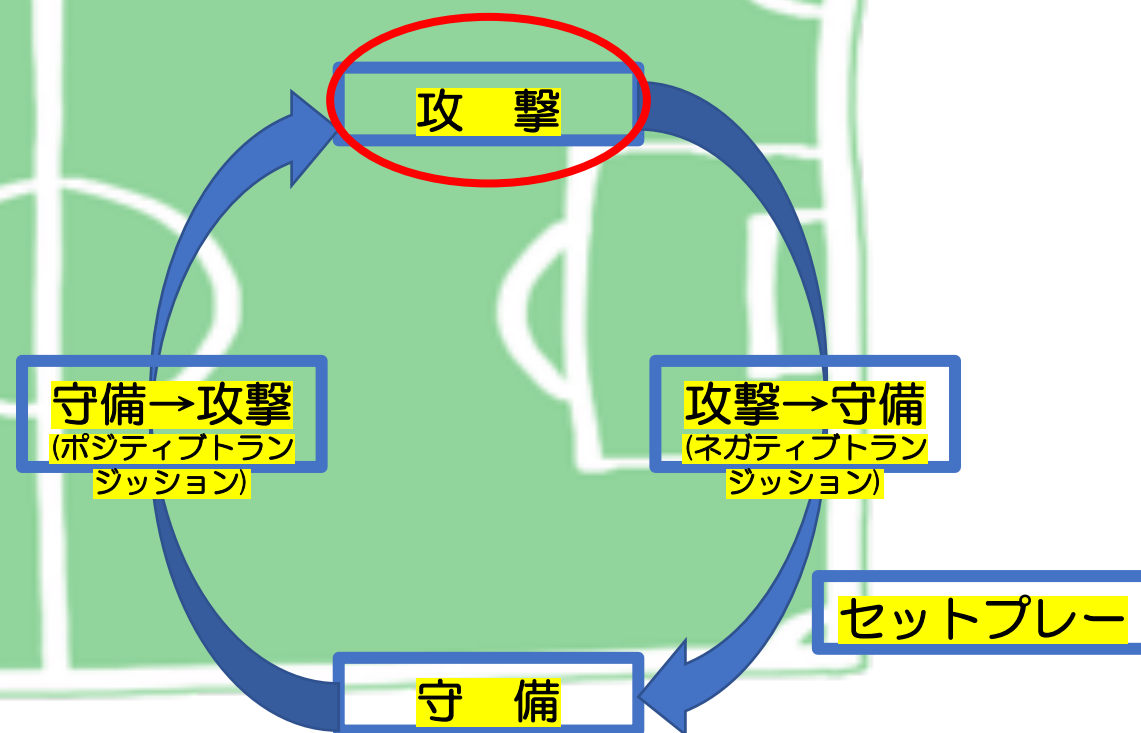 攻　撃
守備→攻撃
(ポジティブトラン
ジッション)
攻撃→守備
(ネガティブトラン
ジッション)
セットプレー
守　備